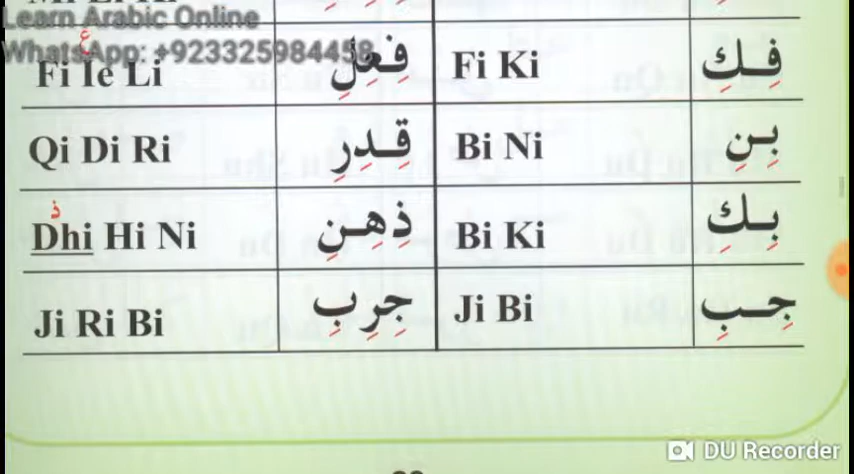 Learn Arabic Online
WhatsApp: +923325984458
Fi Ie Li فِعِلِ Fi Ki فِكِ
ع
Qi Di Ri قِدِرِ Bi Ni بِنِ
ذ
Dhi Hi Ni ذِهِنِ Bi Ki بِكِ
Ji Ri Bi جِرِبِ Ji Bi جِبِ
DU Recorder